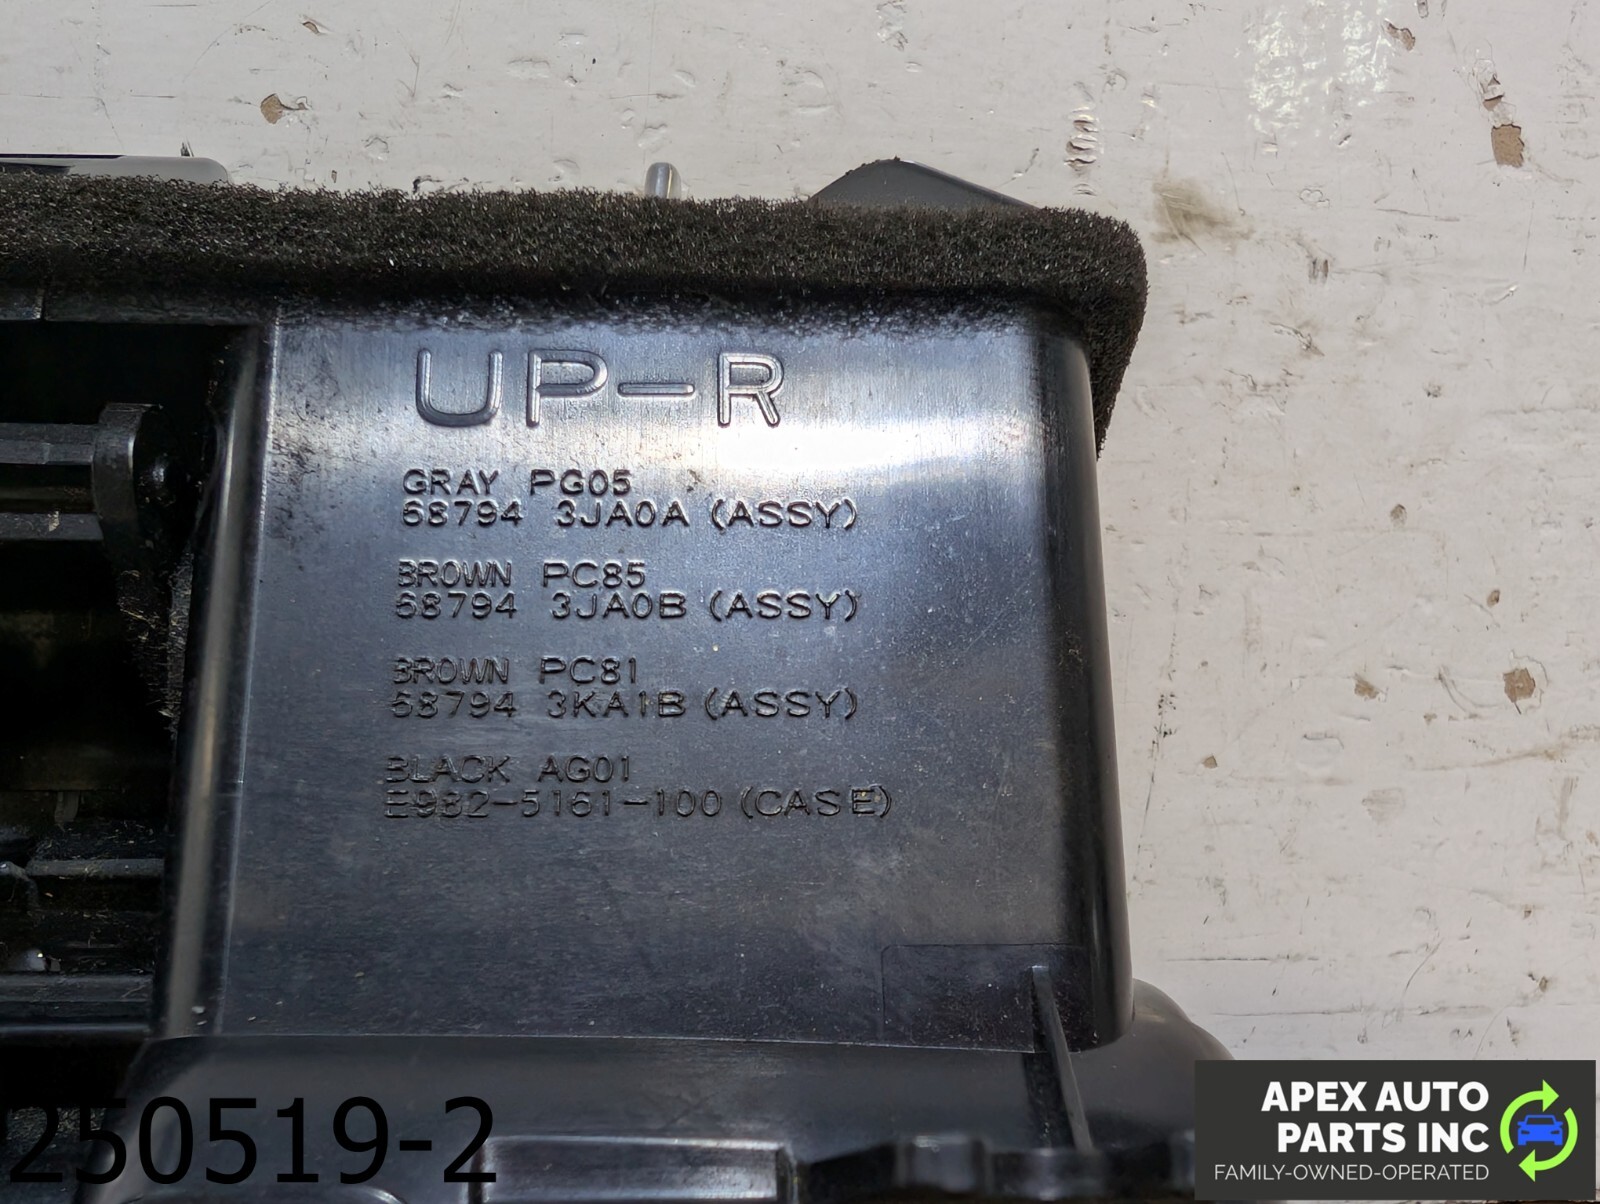 UP-R
GRAY PG05
68794 3JA0A (ASSY)
BROWN PC85
68794 3JA0B (ASSY)
BROWN PC81
68794 3KA1B (ASSY)
BLACK AG01
E932-5161-100 (CASE)
250519-2
APEX AUTO
PARTS INC
FAMILY-OWNED-OPERATED